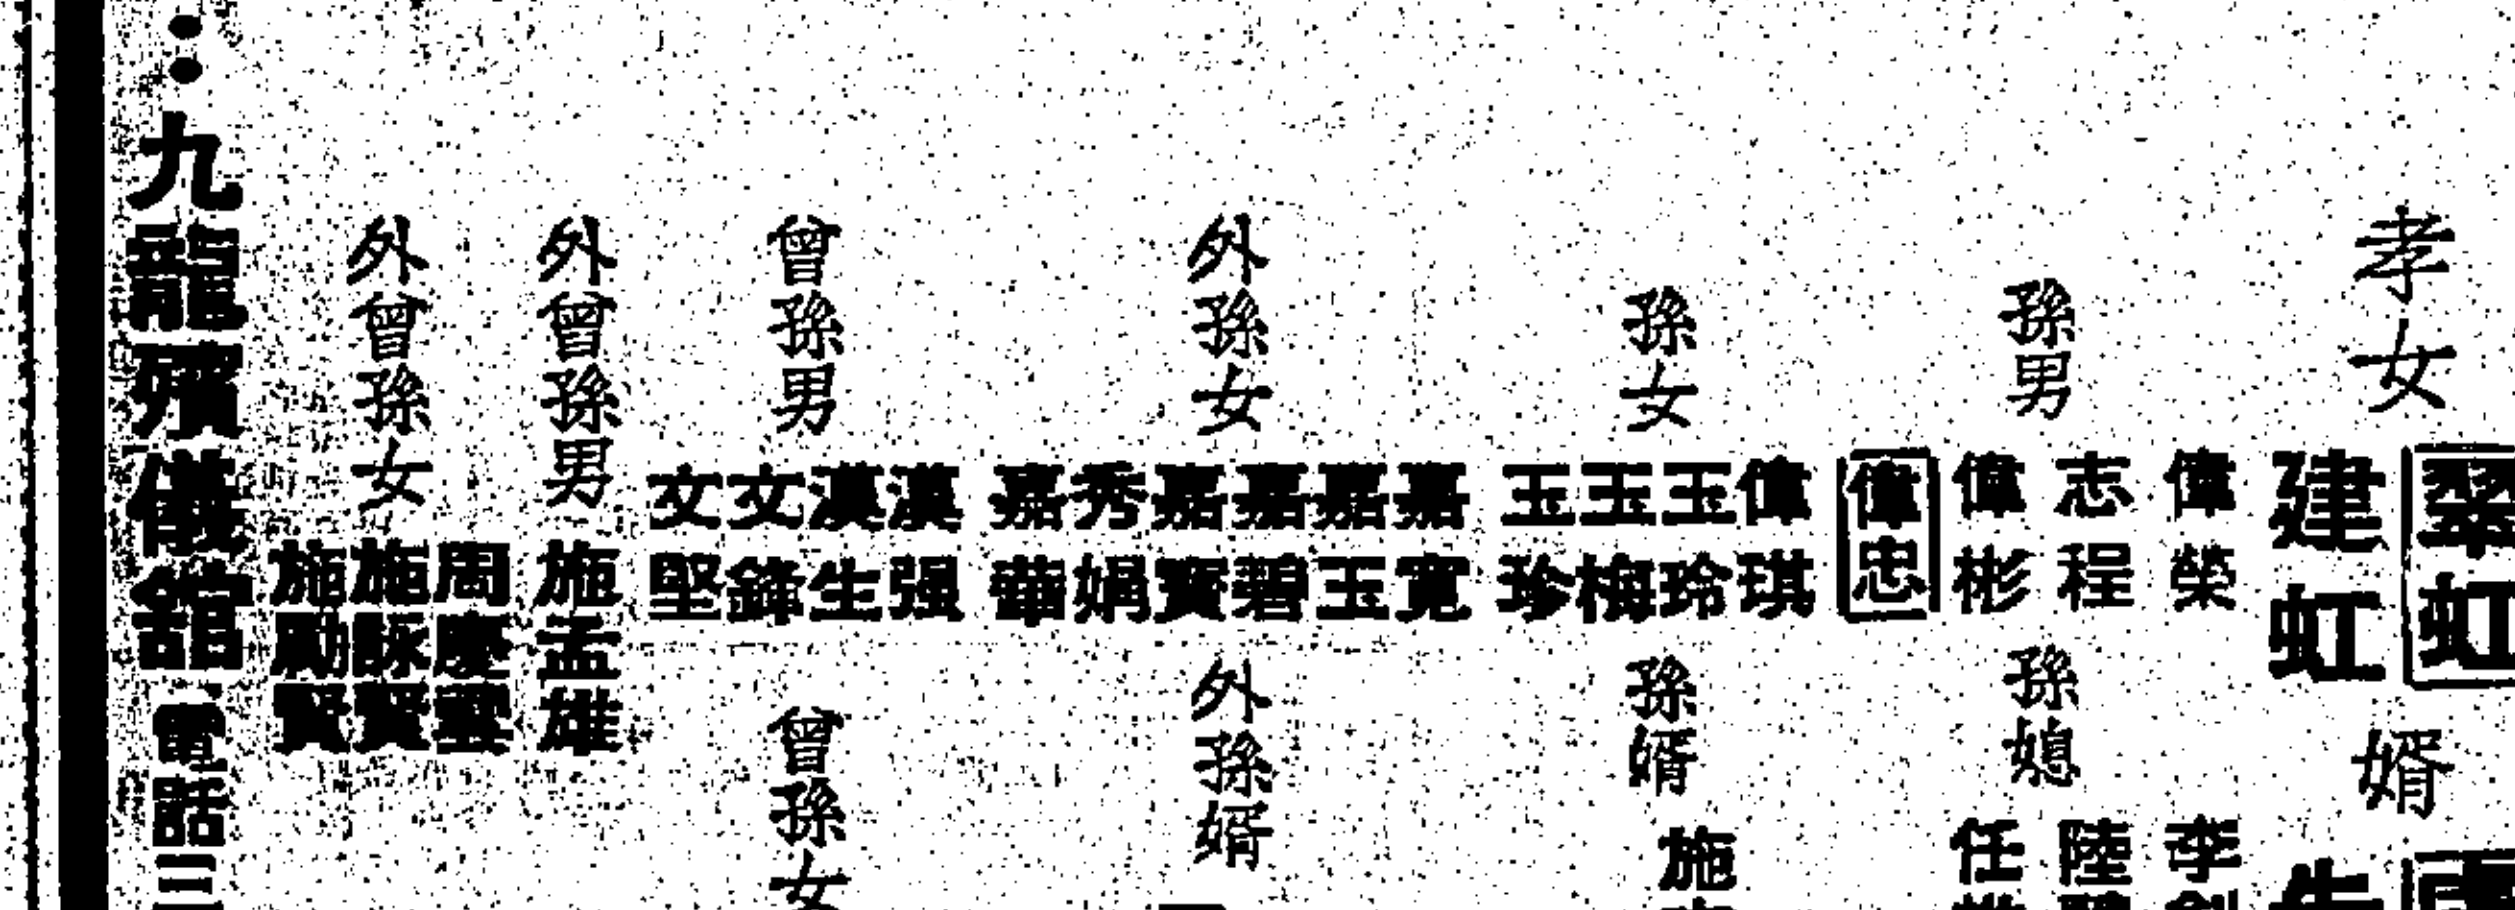 孝女
翠虹
建虹
婿
孫男
偉榮
志程
偉彬
偉忠
孫媳
李
陸
任
孫女
偉琪
玉玲
玉梅
玉珍
孫婿
施
外孫女
嘉寬
嘉玉
嘉碧
嘉寶
秀娟
嘉華
外孫婿
曾孫男
漢强
漢生
文鋒
文堅
曾孫女
外曾孫男
施孟雄
外曾孫女
周慶雲
施詠賢
施勵賢
九龍殯儀館 電話三